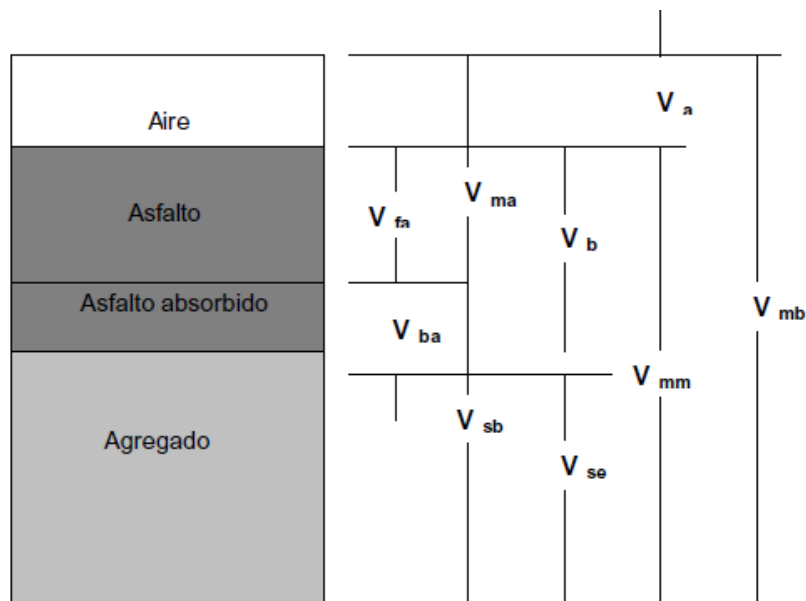 Aire
V a
Asfalto
V fa
V ma
V b
Asfalto absorbido
V ba
V mb
V mm
Agregado
V sb
V se